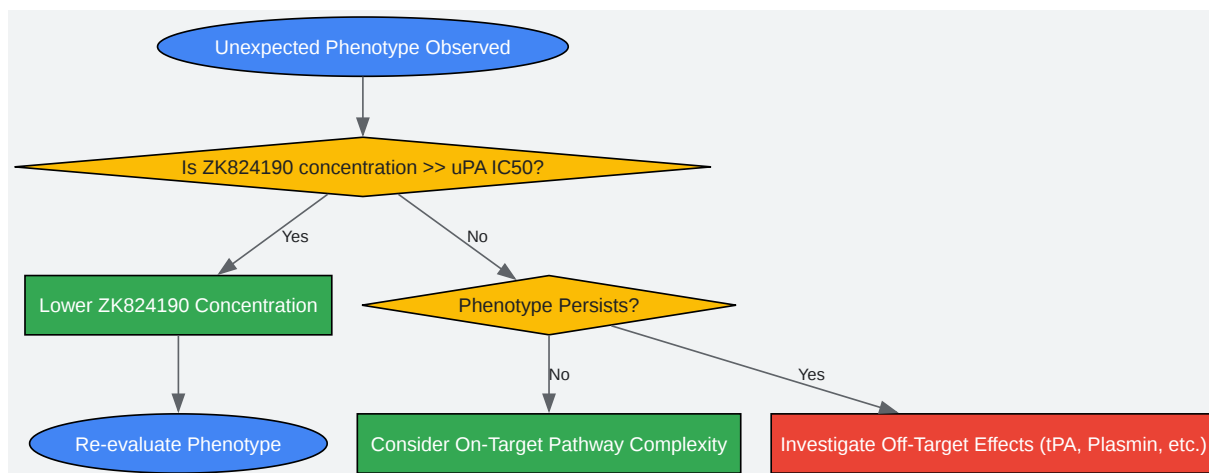 Unexpected Phenotype Observed
Is ZK824190 concentration >> uPA IC50?
Yes
No
Lower ZK824190 Concentration
Phenotype Persists?
No
Yes
Re-evaluate Phenotype
Consider On-Target Pathway Complexity
Investigate Off-Target Effects (tPA, Plasmin, etc.)